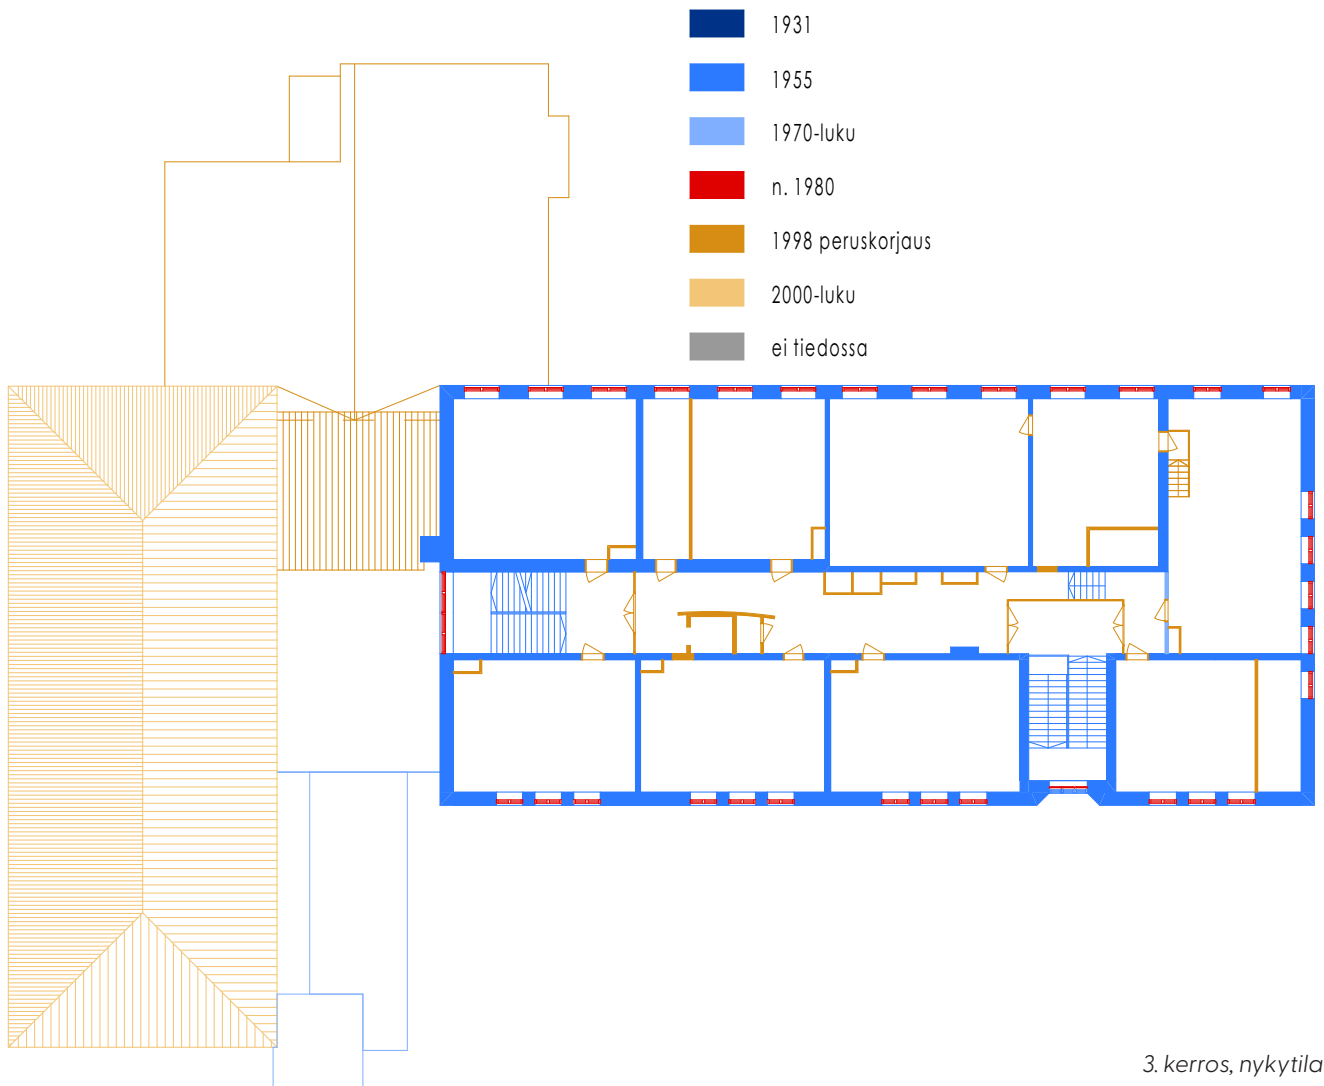 1931
1955
1970-luku
n. 1980
1998 peruskorjaus
2000-luku
ei tiedossa
3. kerros, nykytila